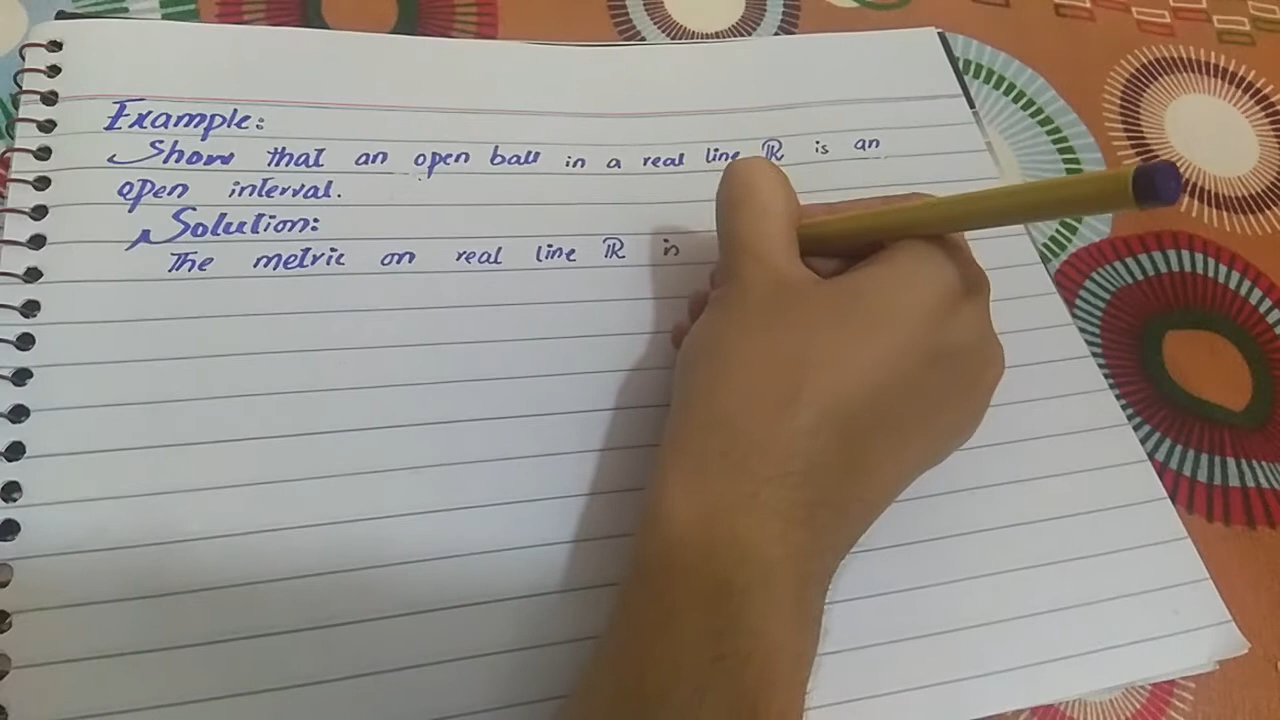 Example:
Show that an open ball in a real line ℝ is an
open interval.
Solution:
The metric on real line ℝ is